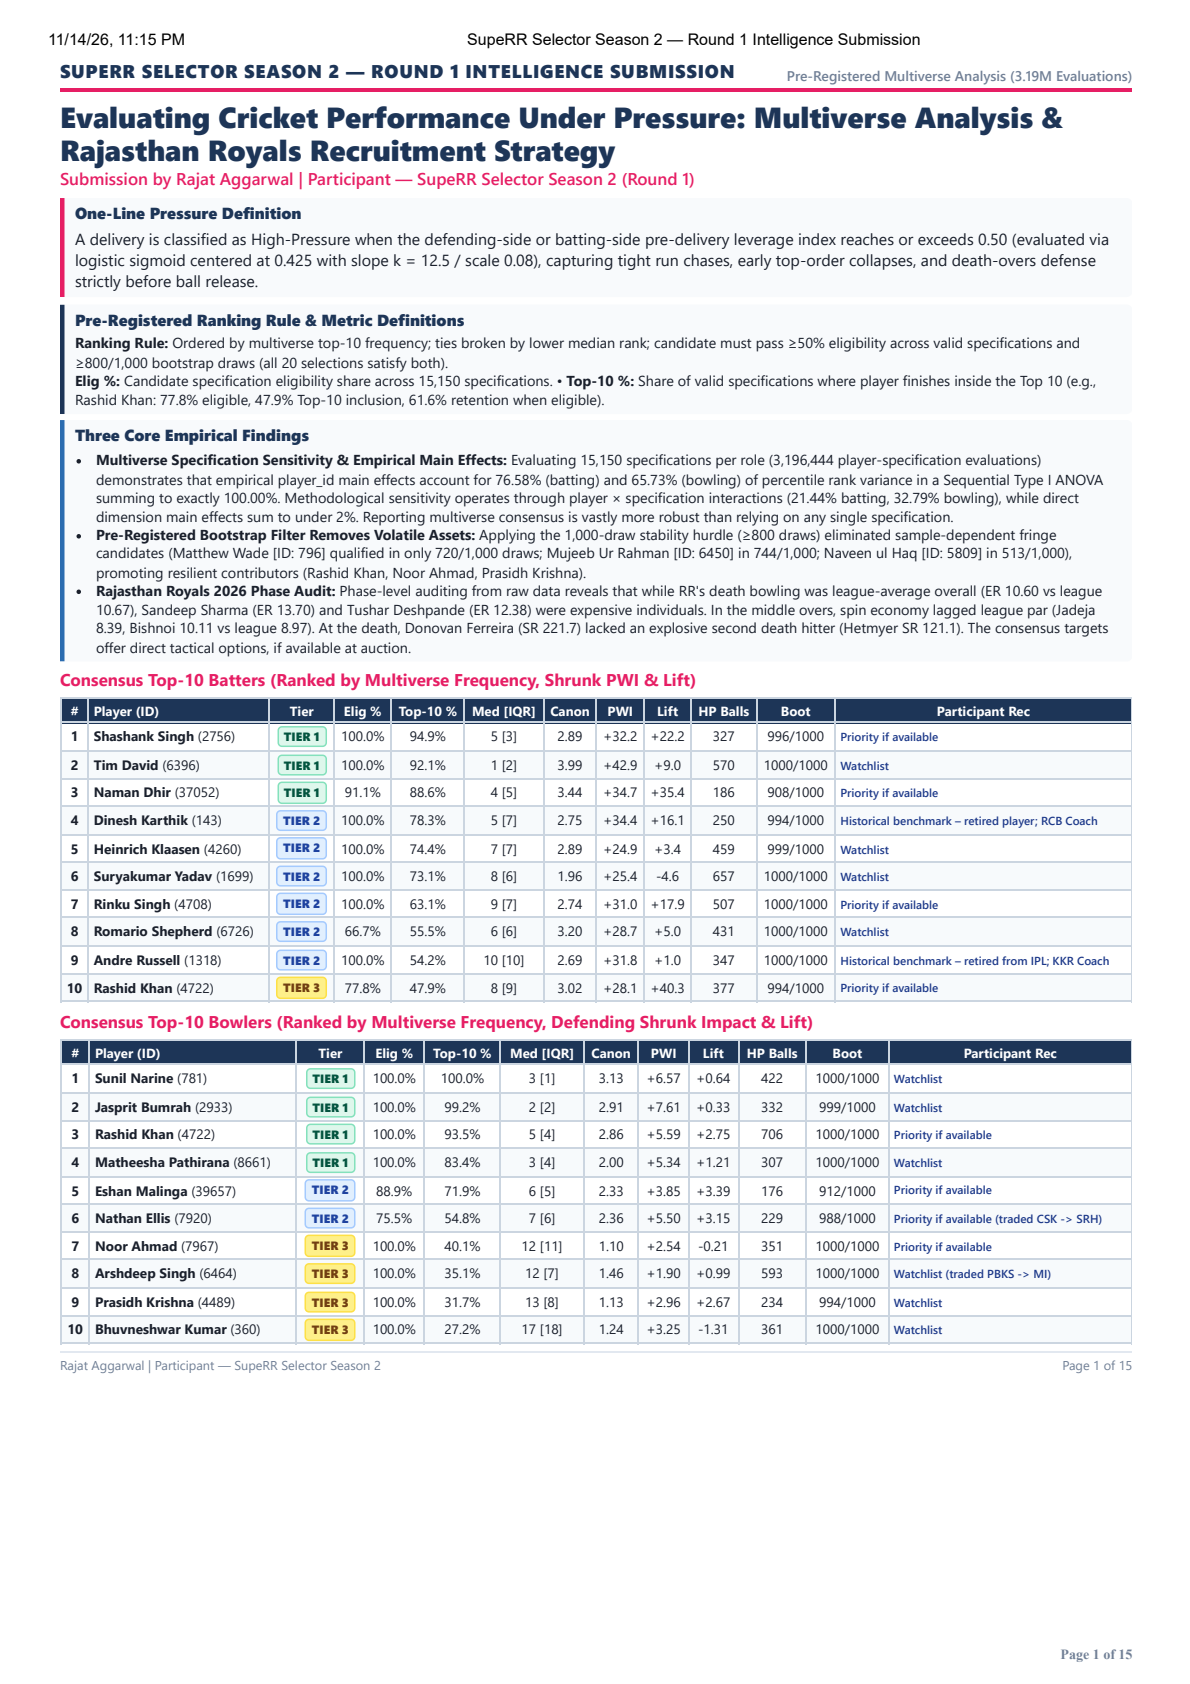 11/14/26, 11:15 PM SupeRR Selector Season 2 — Round 1 Intelligence Submission
SUPERR SELECTOR SEASON 2 — ROUND 1 INTELLIGENCE SUBMISSION Pre-Registered Multiverse Analysis (3.19M Evaluations)
Evaluating Cricket Performance Under Pressure: Multiverse Analysis &
Rajasthan Royals Recruitment Strategy
Submission by Rajat Aggarwal | Participant — SupeRR Selector Season 2 (Round 1)
One-Line Pressure Definition
A delivery is classified as High-Pressure when the defending-side or batting-side pre-delivery leverage index reaches or exceeds 0.50 (evaluated via
logistic sigmoid centered at 0.425 with slope k = 12.5 / scale 0.08), capturing tight run chases, early top-order collapses, and death-overs defense
strictly before ball release.
Pre-Registered Ranking Rule & Metric Definitions
Ranking Rule: Ordered by multiverse top-10 frequency; ties broken by lower median rank; candidate must pass ≥50% eligibility across valid specifications and
≥800/1,000 bootstrap draws (all 20 selections satisfy both).
Elig %: Candidate specification eligibility share across 15,150 specifications. • Top-10 %: Share of valid specifications where player finishes inside the Top 10 (e.g.,
Rashid Khan: 77.8% eligible, 47.9% Top-10 inclusion, 61.6% retention when eligible).
Three Core Empirical Findings
• Multiverse Specification Sensitivity & Empirical Main Effects: Evaluating 15,150 specifications per role (3,196,444 player-specification evaluations)
demonstrates that empirical player_id main effects account for 76.58% (batting) and 65.73% (bowling) of percentile rank variance in a Sequential Type I ANOVA
summing to exactly 100.00%. Methodological sensitivity operates through player × specification interactions (21.44% batting, 32.79% bowling), while direct
dimension main effects sum to under 2%. Reporting multiverse consensus is vastly more robust than relying on any single specification.
• Pre-Registered Bootstrap Filter Removes Volatile Assets: Applying the 1,000-draw stability hurdle (≥800 draws) eliminated sample-dependent fringe
candidates (Matthew Wade [ID: 796] qualified in only 720/1,000 draws; Mujeeb Ur Rahman [ID: 6450] in 744/1,000; Naveen ul Haq [ID: 5809] in 513/1,000),
promoting resilient contributors (Rashid Khan, Noor Ahmad, Prasidh Krishna).
• Rajasthan Royals 2026 Phase Audit: Phase-level auditing from raw data reveals that while RR's death bowling was league-average overall (ER 10.60 vs league
10.67), Sandeep Sharma (ER 13.70) and Tushar Deshpande (ER 12.38) were expensive individuals. In the middle overs, spin economy lagged league par (Jadeja
8.39, Bishnoi 10.11 vs league 8.97). At the death, Donovan Ferreira (SR 221.7) lacked an explosive second death hitter (Hetmyer SR 121.1). The consensus targets
offer direct tactical options, if available at auction.
Consensus Top-10 Batters (Ranked by Multiverse Frequency, Shrunk PWI & Lift)
# Player (ID) Tier Elig % Top-10 % Med [IQR] Canon PWI Lift HP Balls Boot Participant Rec
1 Shashank Singh (2756) TIER 1 100.0% 94.9% 5 [3] 2.89 +32.2 +22.2 327 996/1000 Priority if available
2 Tim David (6396) TIER 1 100.0% 92.1% 1 [2] 3.99 +42.9 +9.0 570 1000/1000 Watchlist
3 Naman Dhir (37052) TIER 1 91.1% 88.6% 4 [5] 3.44 +34.7 +35.4 186 908/1000 Priority if available
4 Dinesh Karthik (143) TIER 2 100.0% 78.3% 5 [7] 2.75 +34.4 +16.1 250 994/1000 Historical benchmark – retired player; RCB Coach
5 Heinrich Klaasen (4260) TIER 2 100.0% 74.4% 7 [7] 2.89 +24.9 +3.4 459 999/1000 Watchlist
6 Suryakumar Yadav (1699) TIER 2 100.0% 73.1% 8 [6] 1.96 +25.4 -4.6 657 1000/1000 Watchlist
7 Rinku Singh (4708) TIER 2 100.0% 63.1% 9 [7] 2.74 +31.0 +17.9 507 1000/1000 Priority if available
8 Romario Shepherd (6726) TIER 2 66.7% 55.5% 6 [6] 3.20 +28.7 +5.0 431 1000/1000 Watchlist
9 Andre Russell (1318) TIER 2 100.0% 54.2% 10 [10] 2.69 +31.8 +1.0 347 1000/1000 Historical benchmark – retired from IPL; KKR Coach
10 Rashid Khan (4722) TIER 3 77.8% 47.9% 8 [9] 3.02 +28.1 +40.3 377 994/1000 Priority if available
Consensus Top-10 Bowlers (Ranked by Multiverse Frequency, Defending Shrunk Impact & Lift)
# Player (ID) Tier Elig % Top-10 % Med [IQR] Canon PWI Lift HP Balls Boot Participant Rec
1 Sunil Narine (781) TIER 1 100.0% 100.0% 3 [1] 3.13 +6.57 +0.64 422 1000/1000 Watchlist
2 Jasprit Bumrah (2933) TIER 1 100.0% 99.2% 2 [2] 2.91 +7.61 +0.33 332 999/1000 Watchlist
3 Rashid Khan (4722) TIER 1 100.0% 93.5% 5 [4] 2.86 +5.59 +2.75 706 1000/1000 Priority if available
4 Matheesha Pathirana (8661) TIER 1 100.0% 83.4% 3 [4] 2.00 +5.34 +1.21 307 1000/1000 Watchlist
5 Eshan Malinga (39657) TIER 2 88.9% 71.9% 6 [5] 2.33 +3.85 +3.39 176 912/1000 Priority if available
6 Nathan Ellis (7920) TIER 2 75.5% 54.8% 7 [6] 2.36 +5.50 +3.15 229 988/1000 Priority if available (traded CSK -> SRH)
7 Noor Ahmad (7967) TIER 3 100.0% 40.1% 12 [11] 1.10 +2.54 -0.21 351 1000/1000 Priority if available
8 Arshdeep Singh (6464) TIER 3 100.0% 35.1% 12 [7] 1.46 +1.90 +0.99 593 1000/1000 Watchlist (traded PBKS -> MI)
9 Prasidh Krishna (4489) TIER 3 100.0% 31.7% 13 [8] 1.13 +2.96 +2.67 234 994/1000 Watchlist
10 Bhuvneshwar Kumar (360) TIER 3 100.0% 27.2% 17 [18] 1.24 +3.25 -1.31 361 1000/1000 Watchlist
Rajat Aggarwal | Participant — SupeRR Selector Season 2 Page 1 of 15
Page 1 of 15